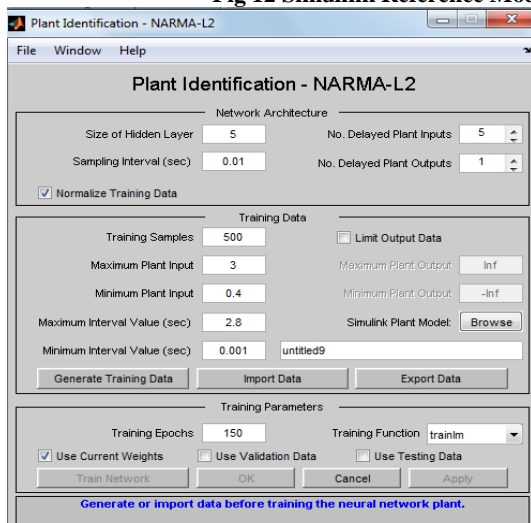 Plant Identification - NARMA-L2
File Window Help
Plant Identification - NARMA-L2
Network Architecture
Size of Hidden Layer 5 No. Delayed Plant Inputs 5
Sampling Interval (sec) 0.01 No. Delayed Plant Outputs 1
Normalize Training Data
Training Data
Training Samples 500 Limit Output Data
Maximum Plant Input 3 Maximum Plant Output Inf
Minimum Plant Input 0.4 Minimum Plant Output -Inf
Maximum Interval Value (sec) 2.8 Simulink Plant Model: Browse
Minimum Interval Value (sec) 0.001 untitled9
Generate Training Data Import Data Export Data
Training Parameters
Training Epochs 150 Training Function trainlm
Use Current Weights Use Validation Data Use Testing Data
Train Network OK Cancel Apply
Generate or import data before training the neural network plant.